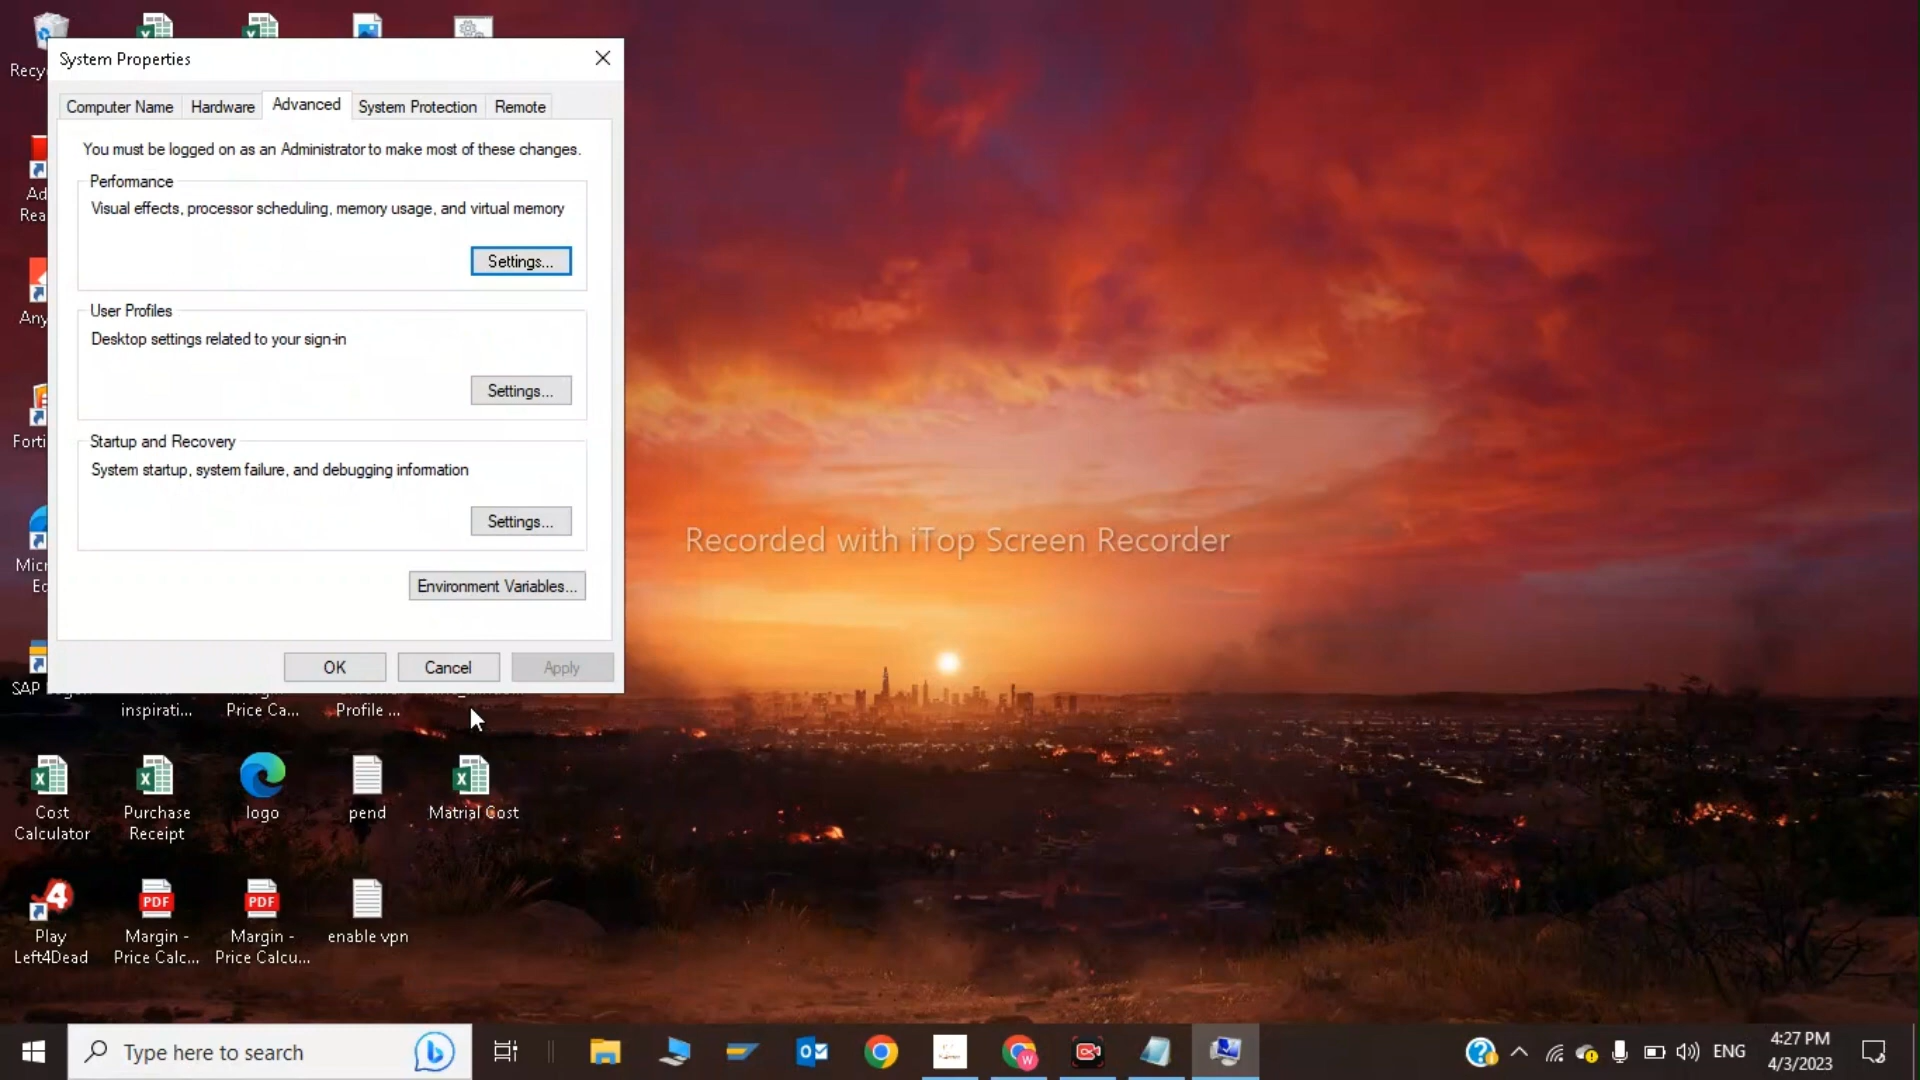 System Properties
Computer Name
Hardware
Advanced
System Protection
Remote
You must be logged on as an Administrator to make most of these changes.
Performance
Visual effects, processor scheduling, memory usage, and virtual memory
Settings...
User Profiles
Desktop settings related to your sign-in
Settings...
Startup and Recovery
System startup, system failure, and debugging information
Settings...
Environment Variables...
OK
Cancel
Apply
Recorded with iTop Screen Recorder
Recy
Ad
Rea
Any
Forti
Micr
Ed
SAP
inspirati...
Price Ca...
Profile ...
Cost
Calculator
Purchase
Receipt
logo
pend
Matrial Cost
Play
Left4Dead
Margin -
Price Calc...
Margin -
Price Calcu...
enable vpn
Type here to search
ENG
4:27 PM
4/3/2023